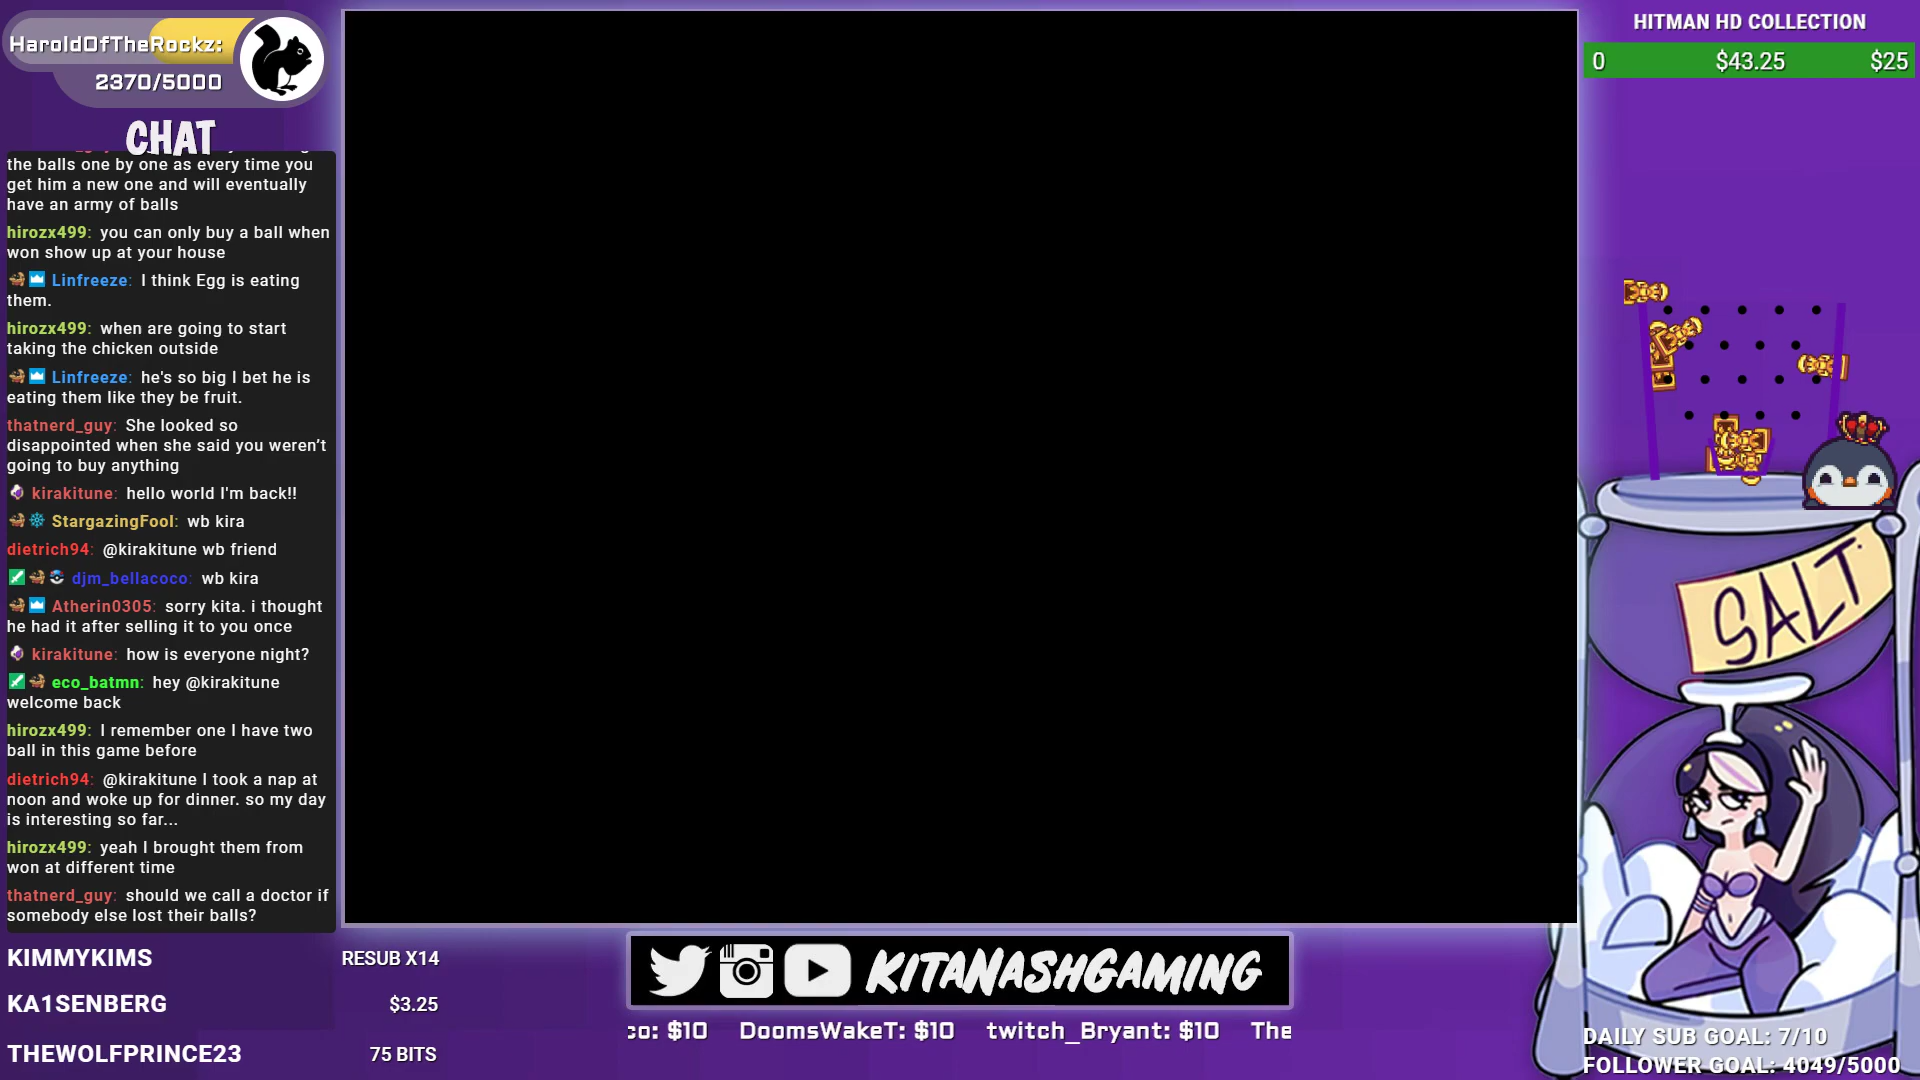 HaroldOfTheRockz:
2370/5000
CHAT
the balls one by one as every time you
get him a new one and will eventually
have an army of balls
hirozx499: you can only buy a ball when
won show up at your house
Linfreeze: I think Egg is eating
them.
hirozx499: when are going to start
taking the chicken outside
Linfreeze: he's so big I bet he is
eating them like they be fruit.
thatnerd_guy: She looked so
disappointed when she said you weren't
going to buy anything
kirakitune: hello world I'm back!!
StargazingFool: wb kira
dietrich94: @kirakitune wb friend
djm_bellacoco: wb kira
Atherin0305: sorry kita. i thought
he had it after selling it to you once
kirakitune: how is everyone night?
eco_batmn: hey @kirakitune
welcome back
hirozx499: I remember one I have two
ball in this game before
dietrich94: @kirakitune I took a nap at
noon and woke up for dinner. so my day
is interesting so far...
hirozx499: yeah I brought them from
won at different time
thatnerd_guy: should we call a doctor if
somebody else lost their balls?
KIMMYKIMS RESUB X14
KA1SENBERG $3.25
THEWOLFPRINCE23 75 BITS
KITANASHGAMING
co: $10 DoomsWakeT: $10 twitch_Bryant: $10 The
HITMAN HD COLLECTION
0 $43.25 $25
SALT
DAILY SUB GOAL: 7/10
FOLLOWER GOAL: 4049/5000